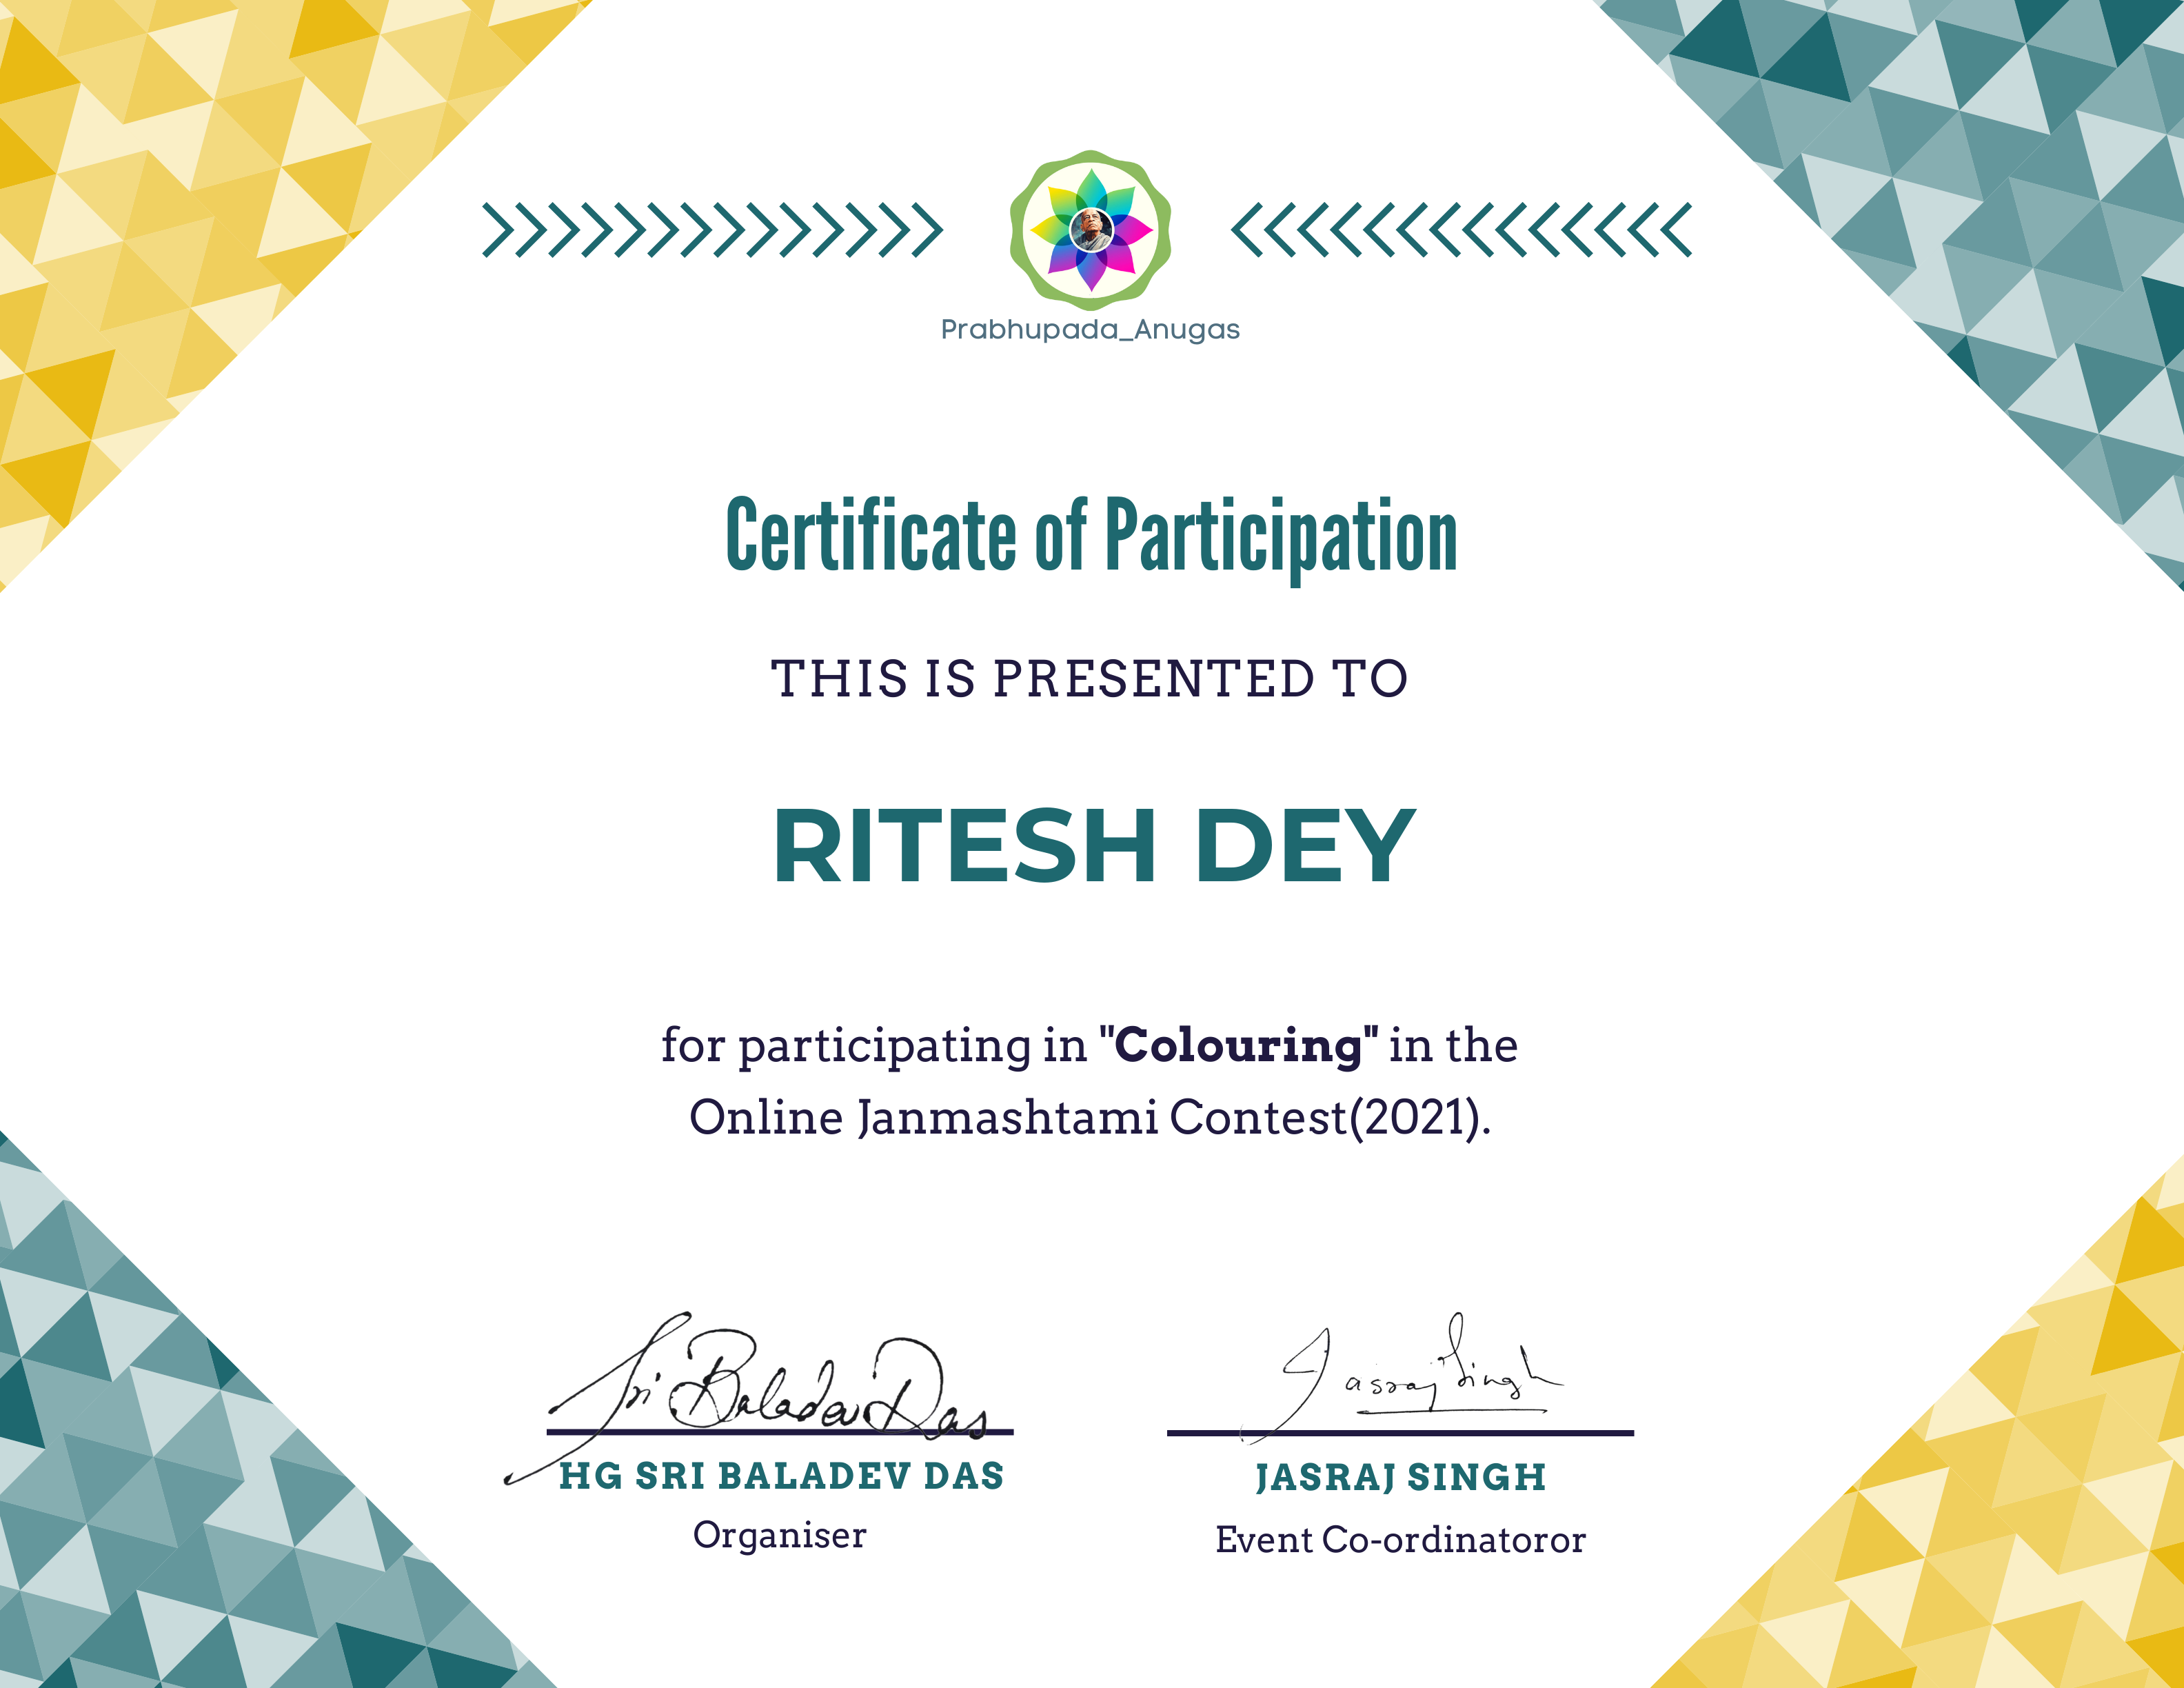 Prabhupada_Anugas
Certificate of Participation
THIS IS PRESENTED TO
RITESH DEY
for participating in "Colouring" in the
Online Janmashtami Contest(2021).
Sri Baladev Das
Jasraj Singh
HG SRI BALADEV DAS
JASRAJ SINGH
Organiser
Event Co-ordinatoror